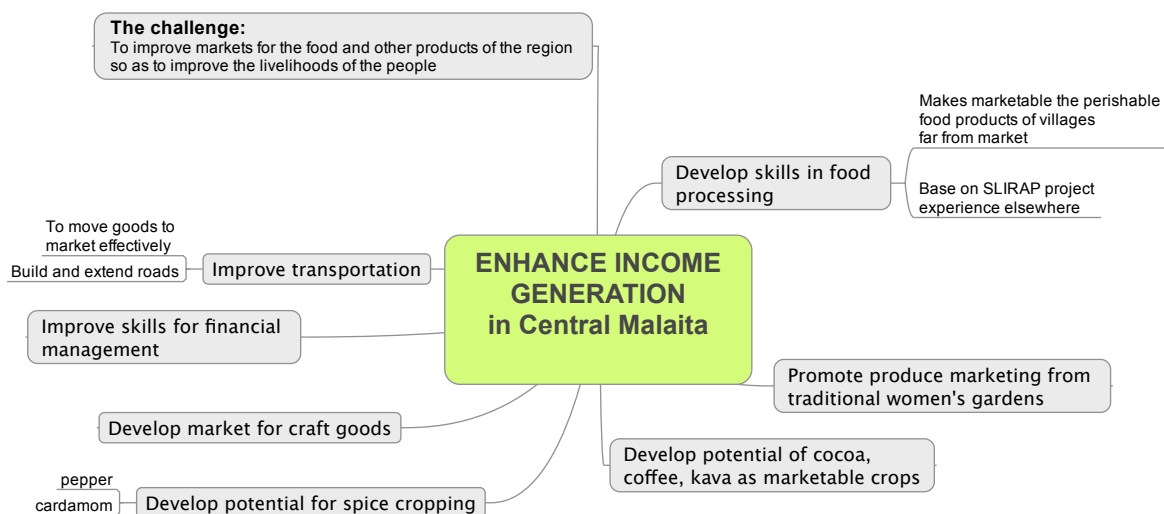 The challenge:
To improve markets for the food and other products of the region
so as to improve the livelihoods of the people
Makes marketable the perishable
food products of villages
far from market
Develop skills in food
processing
Base on SLIRAP project
experience elsewhere
To move goods to
market effectively
Build and extend roads
Improve transportation
ENHANCE INCOME
GENERATION
in Central Malaita
Improve skills for financial
management
Promote produce marketing from
traditional women's gardens
Develop market for craft goods
Develop potential of cocoa,
coffee, kava as marketable crops
pepper
cardamom
Develop potential for spice cropping